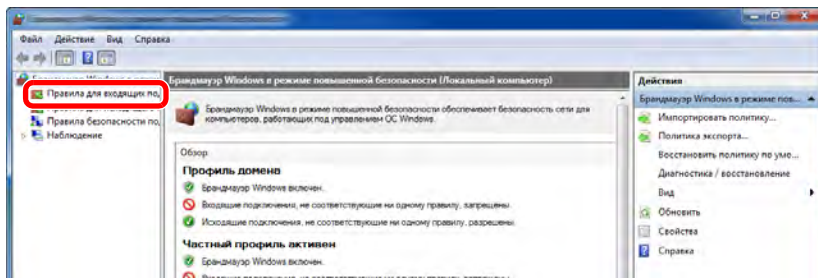 Файл Действие Вид Справка
Правила для входящих по,
Правила безопасности по,
Наблюдение
Брандмауэр Windows в режиме повышенной безопасности (Локальный компьютер)
Брандмауэр Windows в режиме повышенной безопасности обеспечивает безопасность сети для
компьютеров, работающих под управлением ОС Windows.
Обзор
Профиль домена
Брандмауэр Windows включен.
Входящие подключения, не соответствующие ни одному правилу, запрещены.
Исходящие подключения, не соответствующие ни одному правилу, разрешены.
Частный профиль активен
Брандмауэр Windows включен.
Действия
Брандмауэр Windows в режиме пов...
Импортировать политику...
Политика экспорта...
Восстановить политику по умо...
Диагностика / восстановление
Вид
Обновить
Свойства
Справка